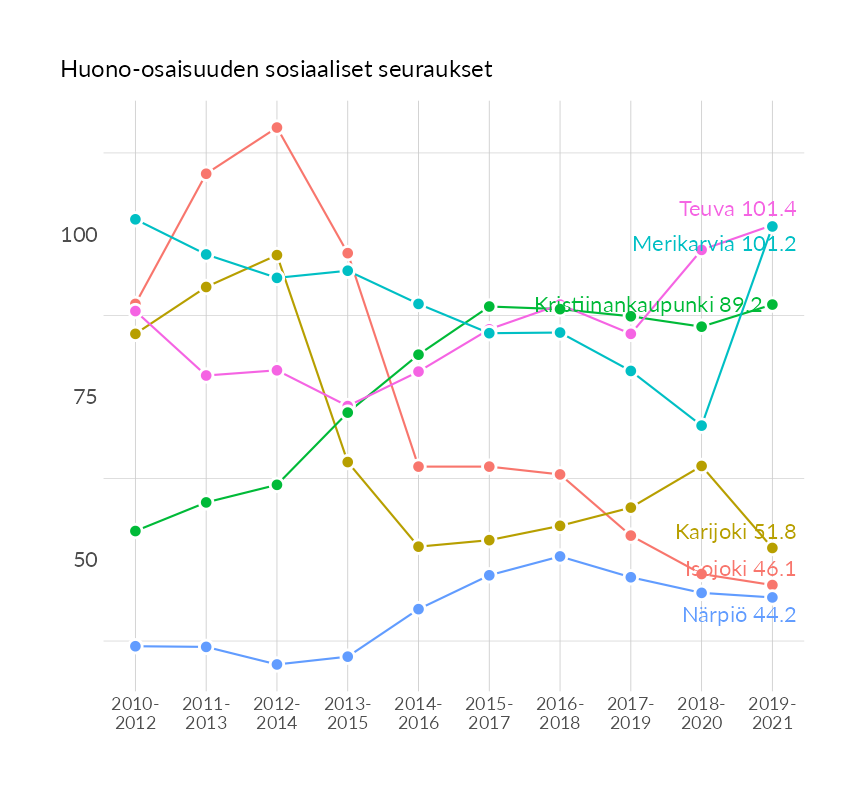 Huono-osaisuuden sosiaaliset seuraukset
Teuva 101.4
100
Merikarvia 101.2
Kristiinankaupunki 89.2
75
Karijoki 51.8
50
Isojoki 46.1
Närpiö 44.2
2010- 2011- 2012- 2013- 2014- 2015- 2016- 2017- 2018- 2019-
2012 2013 2014 2015 2016 2017 2018 2019 2020 2021